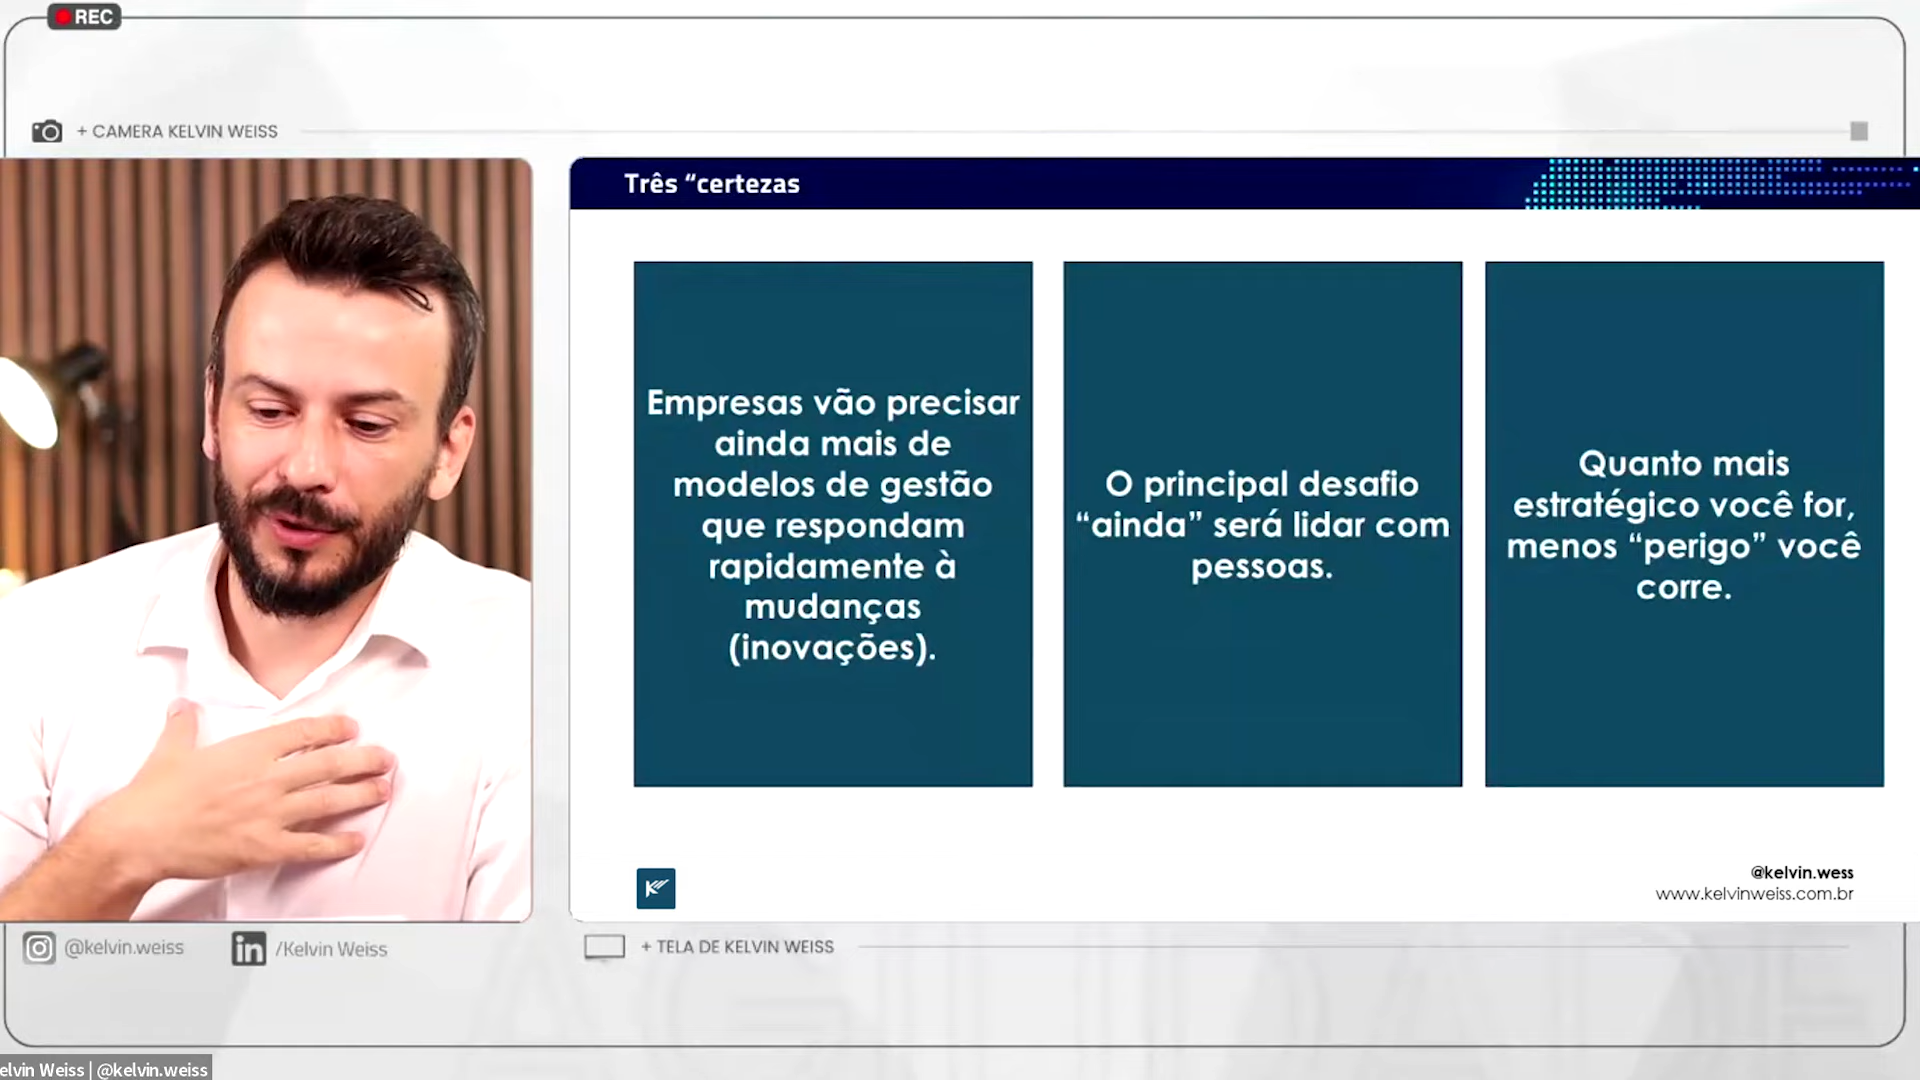 REC
+ CAMERA KELVIN WEISS
Três “certezas
Empresas vão precisar
ainda mais de
modelos de gestão
que respondam
rapidamente à
mudanças
(inovações).
O principal desafio
“ainda” será lidar com
pessoas.
Quanto mais
estratégico você for,
menos “perigo” você
corre.
@kelvin.wess
www.kelvinweiss.com.br
@kelvin.weiss
/Kelvin Weiss
+ TELA DE KELVIN WEISS
elvin Weiss | @kelvin.weiss